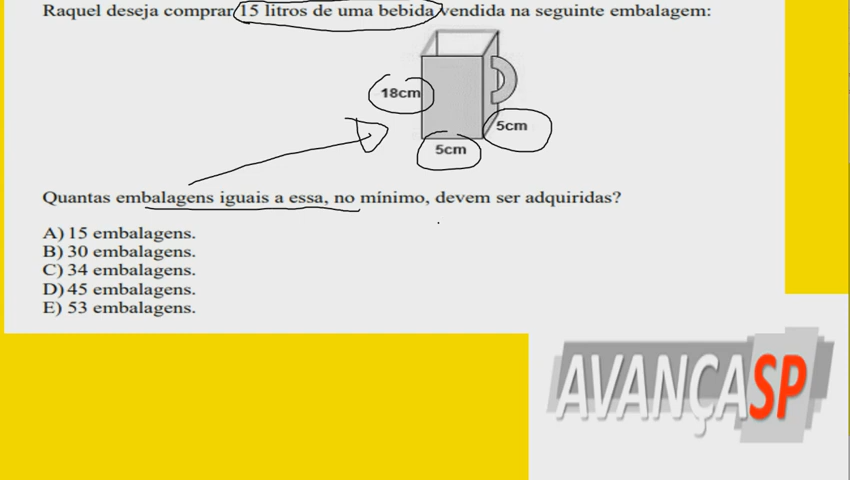 Raquel deseja comprar 15 litros de uma bebida vendida na seguinte embalagem:
18cm
5cm
5cm
Quantas embalagens iguais a essa, no mínimo, devem ser adquiridas?
A) 15 embalagens.
B) 30 embalagens.
C) 34 embalagens.
D) 45 embalagens.
E) 53 embalagens.
AVANÇASP